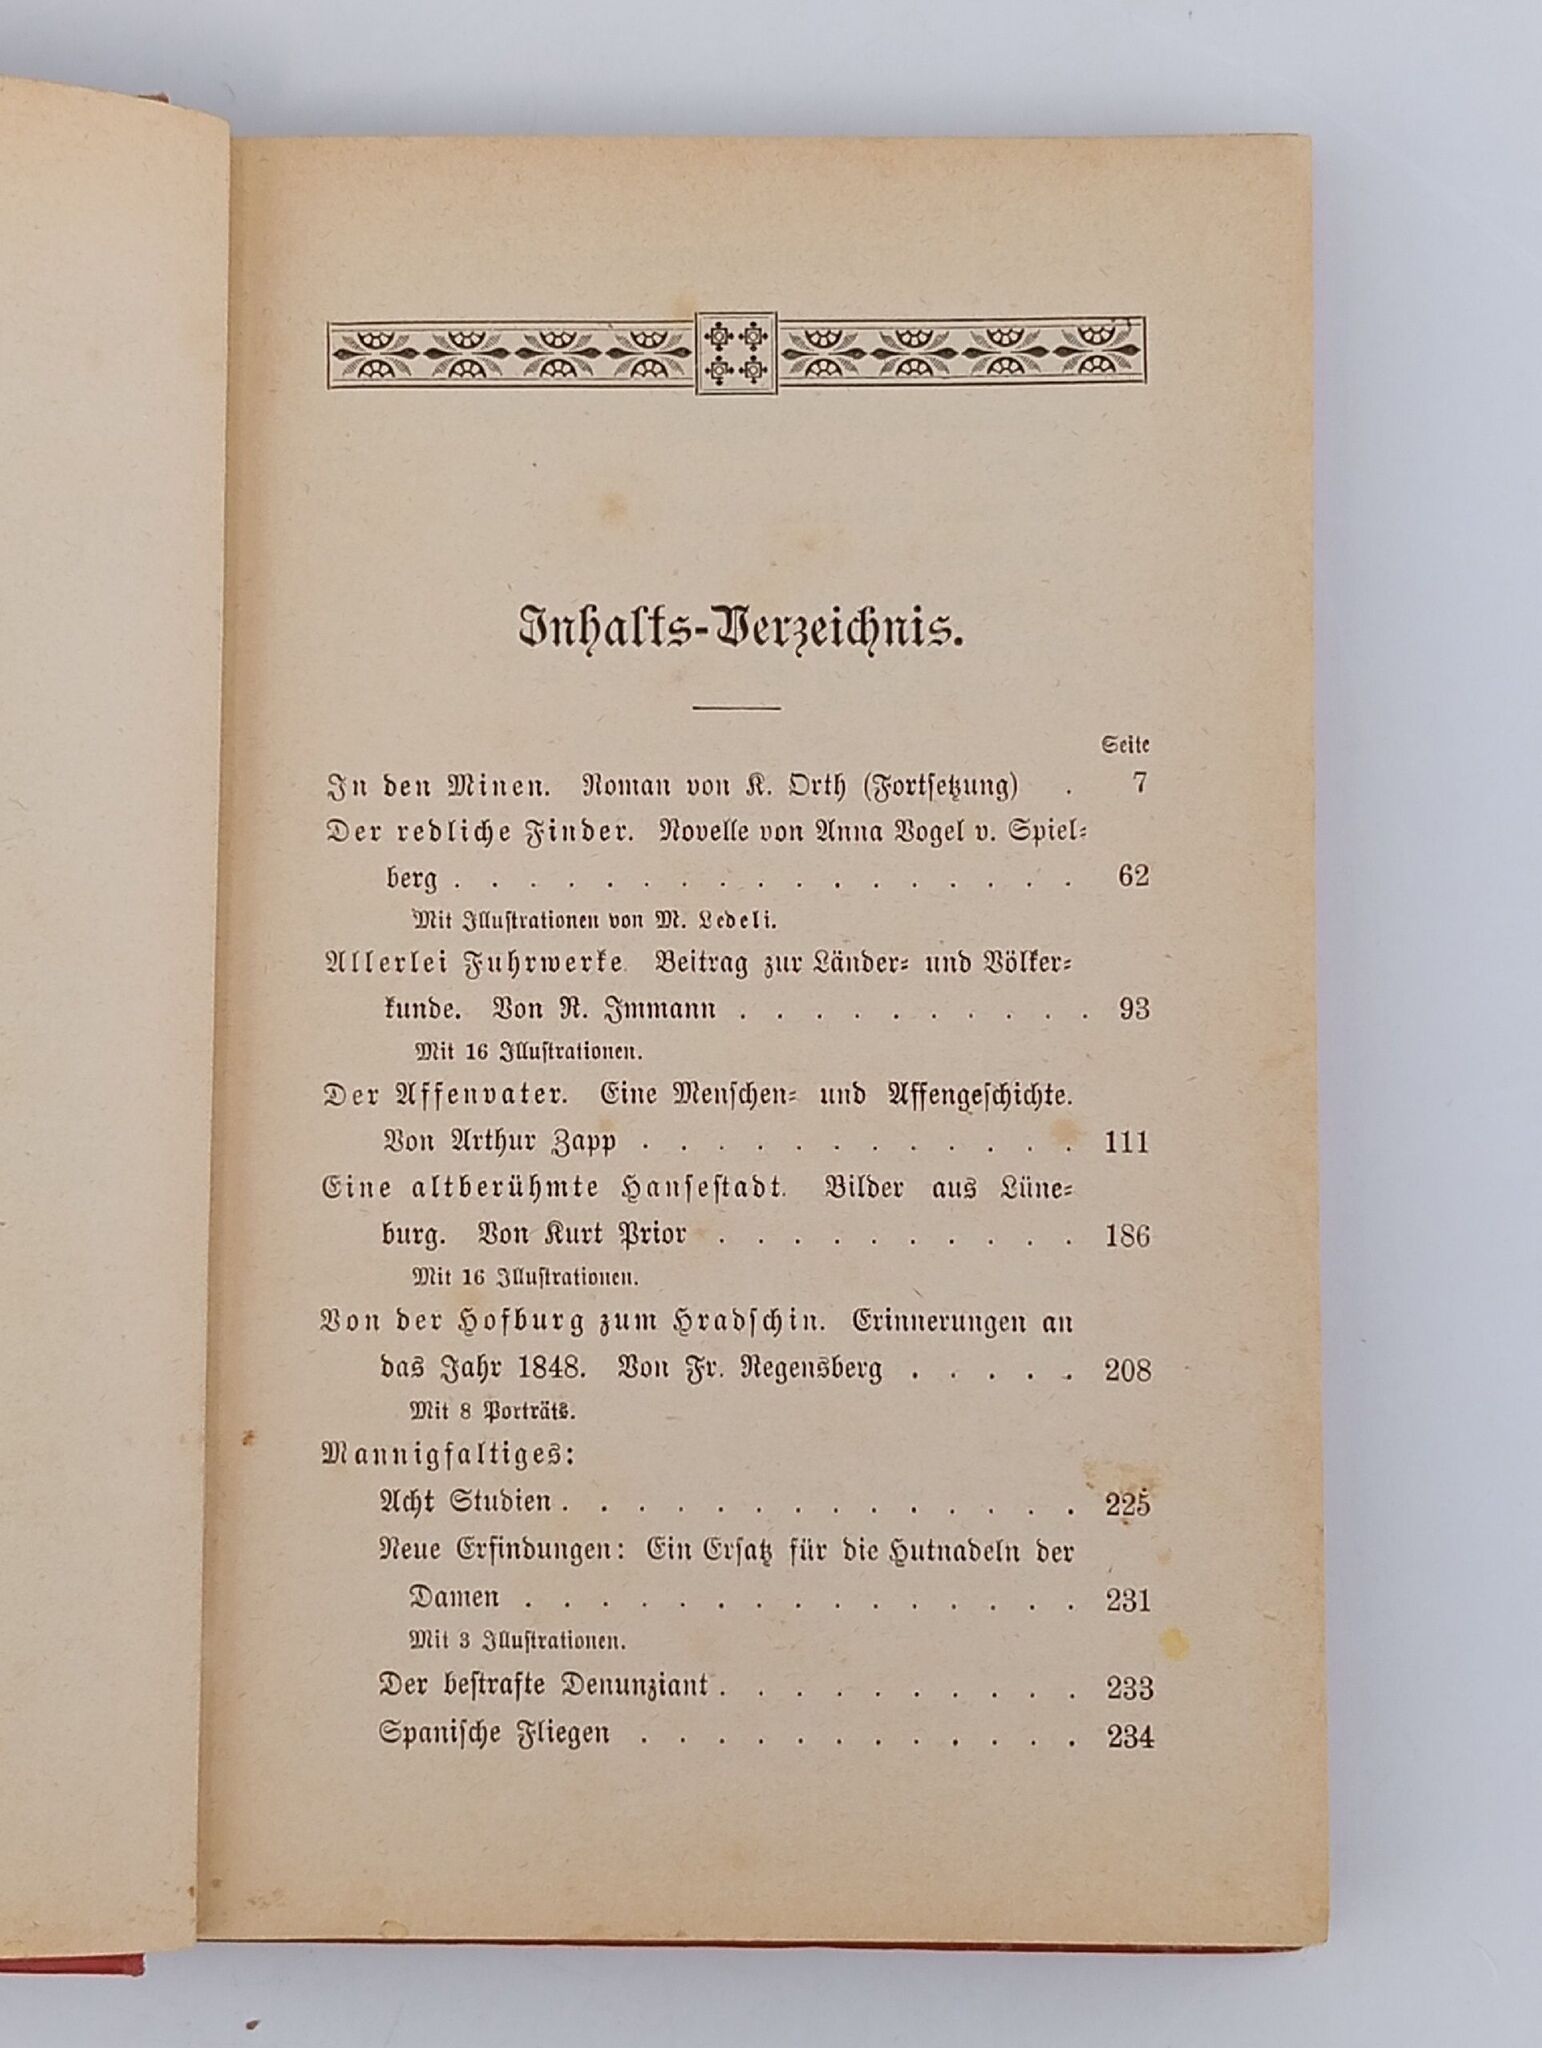 Inhalts-Verzeichnis.
Seite
In den Minen. Roman von K. Orth (Fortsetzung) . 7
Der redliche Finder. Novelle von Anna Vogel v. Spiel-
berg . . . . . . . . . . . . . . . . . 62
Mit Illustrationen von M. Ledeli.
Allerlei Fuhrwerke. Beitrag zur Länder- und Völker-
kunde. Von R. Immann . . . . . . . . . . 93
Mit 16 Illustrationen.
Der Affenvater. Eine Menschen- und Affengeschichte.
Von Arthur Zapp . . . . . . . . . . . . 111
Eine altberühmte Hansestadt. Bilder aus Lüne-
burg. Von Kurt Prior . . . . . . . . . . 186
Mit 16 Illustrationen.
Von der Hofburg zum Hradschin. Erinnerungen an
das Jahr 1848. Von Fr. Regensberg . . . . . 208
Mit 8 Porträts.
Mannigfaltiges:
Acht Studien . . . . . . . . . . . . . . 225
Neue Erfindungen: Ein Ersatz für die Hutnadeln der
Damen . . . . . . . . . . . . . . . 231
Mit 3 Illustrationen.
Der bestrafte Denunziant . . . . . . . . . . 233
Spanische Fliegen . . . . . . . . . . . . 234